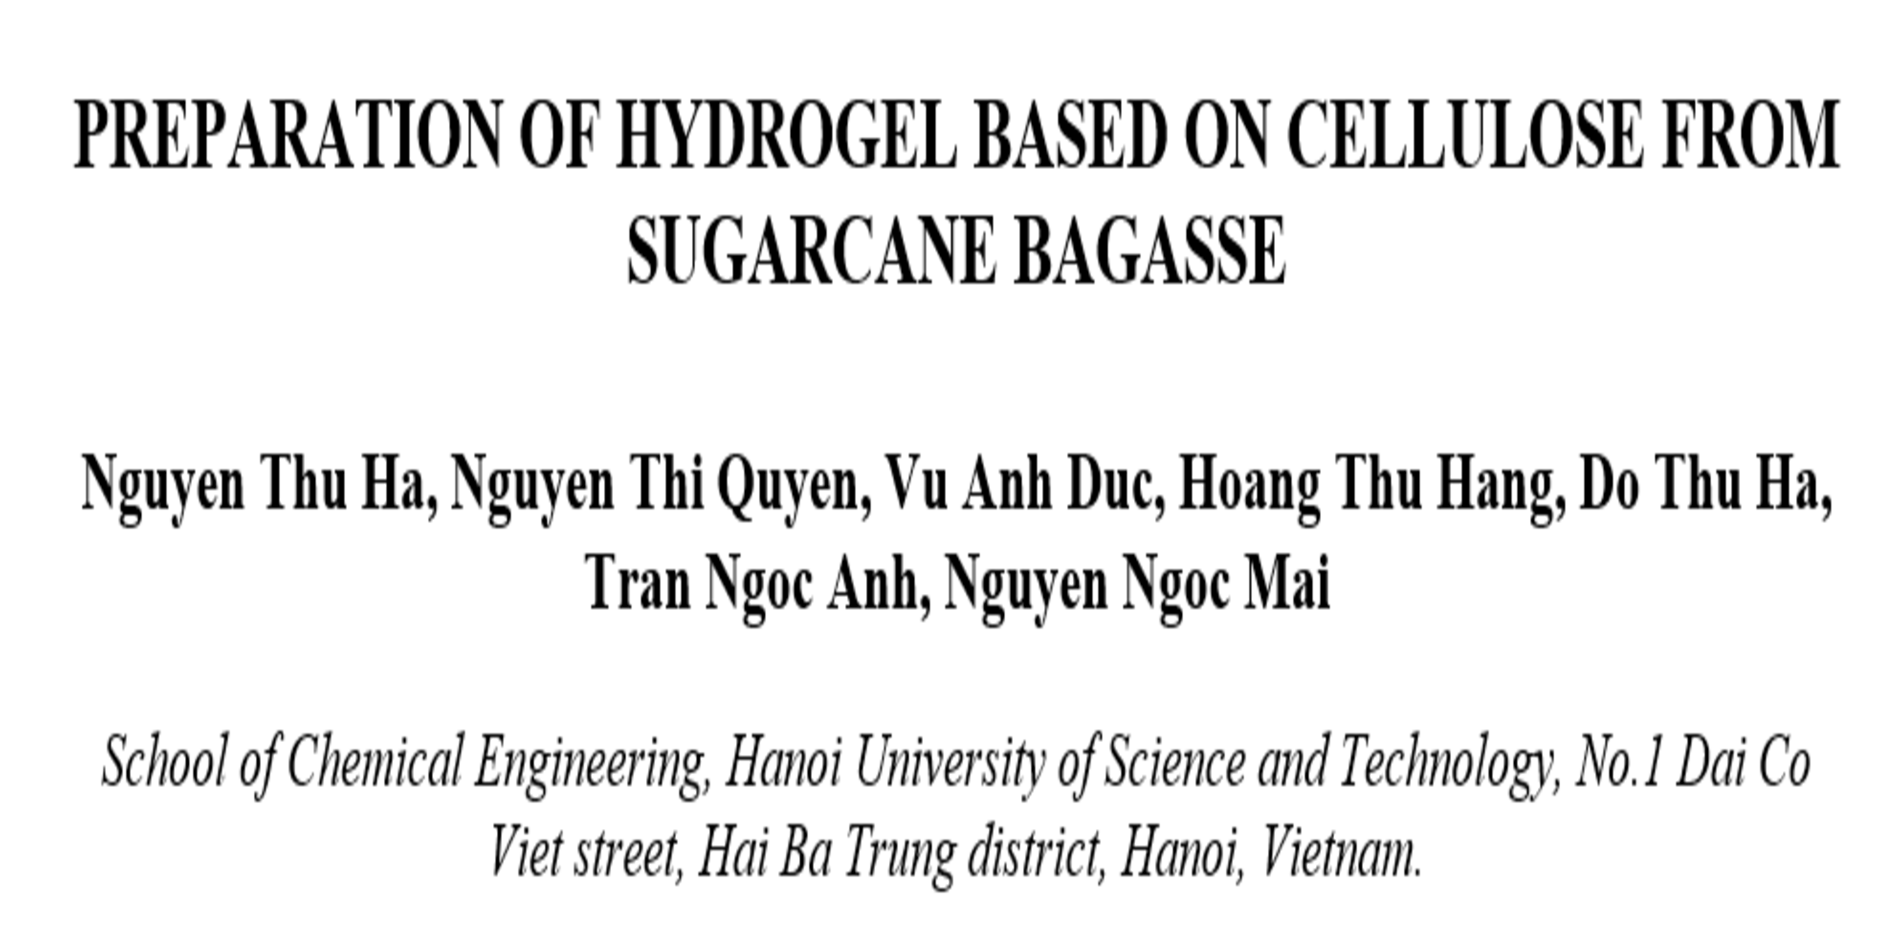 PREPARATION OF HYDROGEL BASED ON CELLULOSE FROM
SUGARCANE BAGASSE
Nguyen Thu Ha, Nguyen Thi Quyen, Vu Anh Duc, Hoang Thu Hang, Do Thu Ha,
Tran Ngoc Anh, Nguyen Ngoc Mai
School of Chemical Engineering, Hanoi University of Science and Technology, No.1 Dai Co
Viet street, Hai Ba Trung district, Hanoi, Vietnam.